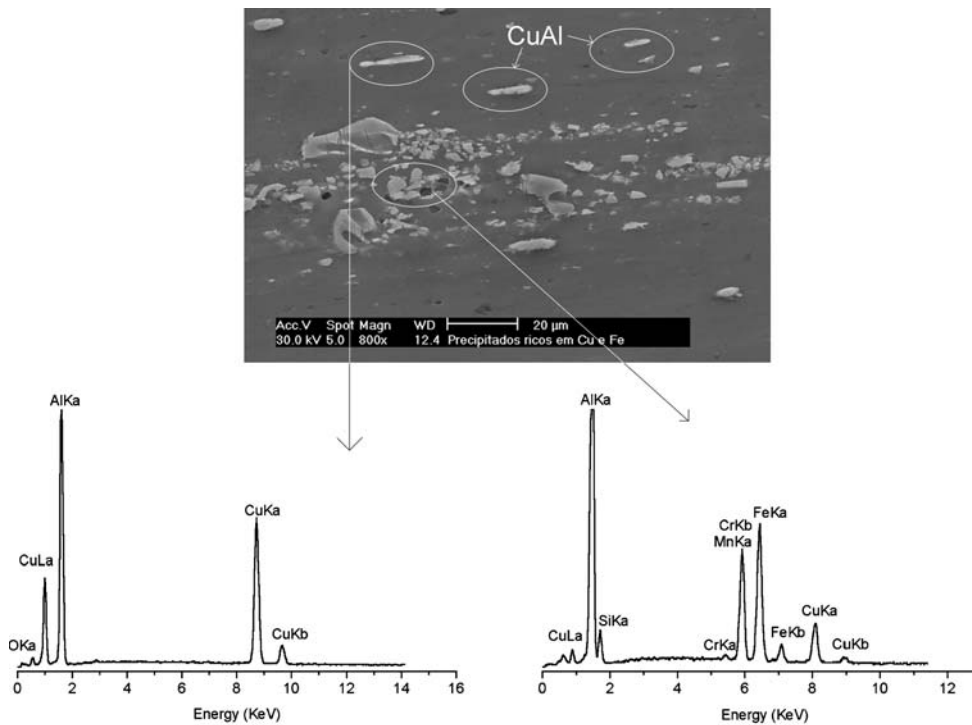 CuAl
Acc.V Spot Magn WD 20 µm
30.0 kV 5.0 800x 12.4 Precipitados ricos em Cu e Fe
AlKa
CuLa
OKa
CuKa
CuKb
0 2 4 6 8 10 12 14 16
Energy (KeV)
AlKa
CuLa
SiKa
CrKa
CrKb
MnKa
FeKa
FeKb
CuKa
CuKb
0 2 4 6 8 10 12
Energy (KeV)